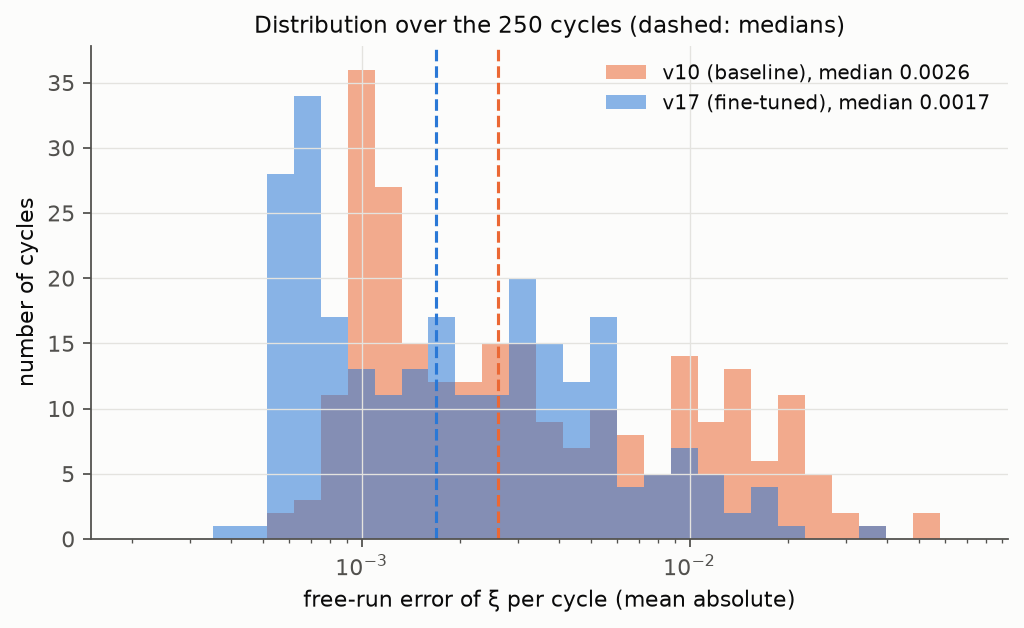 Distribution over the 250 cycles (dashed: medians)
v10 (baseline), median 0.0026
v17 (fine-tuned), median 0.0017
number of cycles
35
30
25
20
15
10
5
0
10⁻³
10⁻²
free-run error of ξ per cycle (mean absolute)